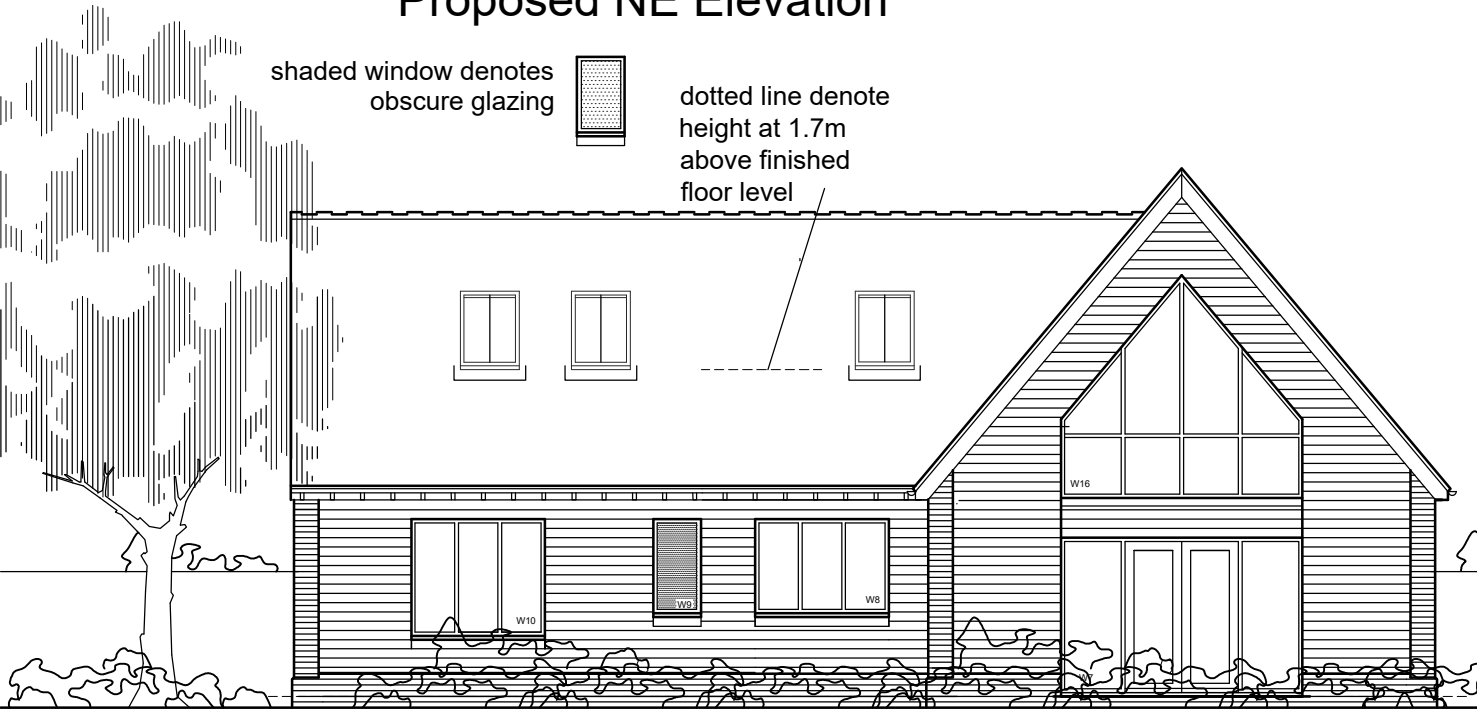 Proposed NE Elevation
shaded window denotes
obscure glazing
dotted line denote
height at 1.7m
above finished
floor level
W16
W9
W8
W10
W7